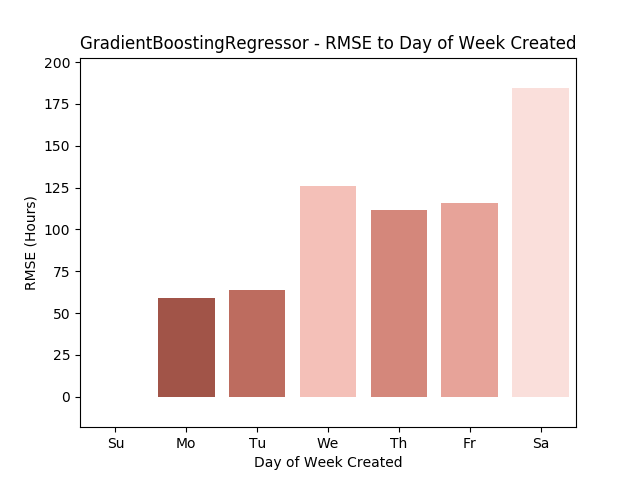 GradientBoostingRegressor - RMSE to Day of Week Created
200
175
150
125
100
75
50
25
0
RMSE (Hours)
Su Mo Tu We Th Fr Sa
Day of Week Created